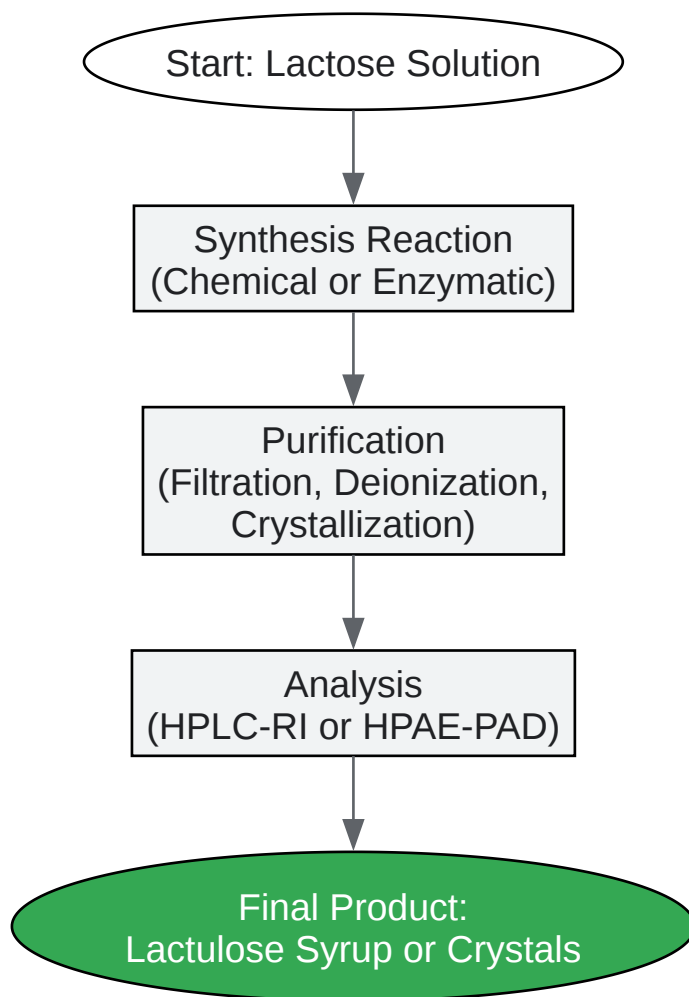 Start: Lactose Solution
Synthesis Reaction
(Chemical or Enzymatic)
Purification
(Filtration, Deionization,
Crystallization)
Analysis
(HPLC-RI or HPAE-PAD)
Final Product:
Lactulose Syrup or Crystals